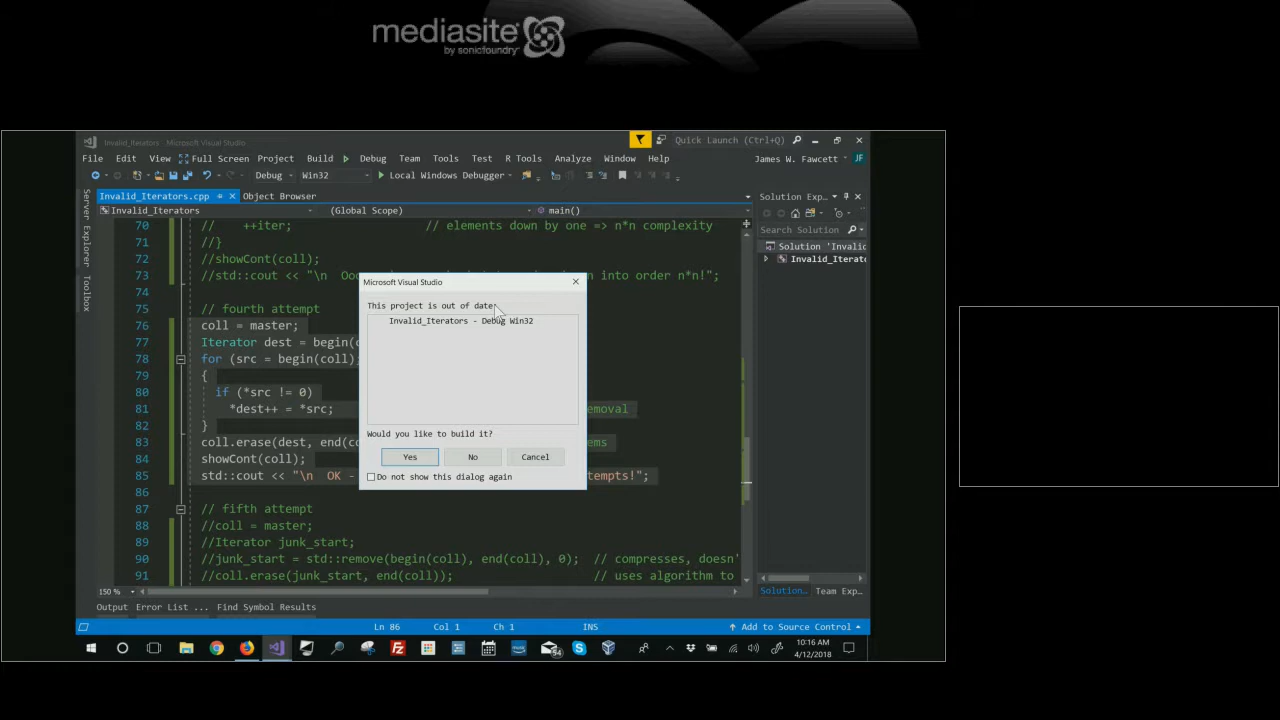 mediasite
by sonicfoundry
Invalid_Iterators - Microsoft Visual Studio
Quick Launch (Ctrl+Q)
File Edit View Full Screen Project Build Debug Team Tools Test R Tools Analyze Window Help
James W. Fawcett JF
Debug Win32 Local Windows Debugger
Invalid_Iterators.cpp Object Browser
Solution Exp...
Invalid_Iterators (Global Scope) main()
Server Explorer
Toolbox
Search Solution
Solution 'Invalid
Invalid_Iterato
70 // ++iter; // elements down by one => n*n complexity
71 //}
72 //showCont(coll);
73 //std::cout << "\n Ooo into order n*n!";
74
75 // fourth attempt
76 coll = master;
77 Iterator dest = begin(c
78 for (src = begin(coll)
79 {
80 if (*src != 0)
81 *dest++ = *src; emoval
82 }
83 coll.erase(dest, end(co ems
84 showCont(coll);
85 std::cout << "\n OK - tempts!";
86
87 // fifth attempt
88 //coll = master;
89 //Iterator junk_start;
90 //junk_start = std::remove(begin(coll), end(coll), 0); // compresses, doesn'
91 //coll.erase(junk_start, end(coll)); // uses algorithm to
Microsoft Visual Studio
This project is out of date:
Invalid_Iterators - Debug Win32
Would you like to build it?
Yes No Cancel
Do not show this dialog again
150 %
Solution... Team Exp...
Output Error List ... Find Symbol Results
Ln 86 Col 1 Ch 1 INS Add to Source Control
54
10:16 AM
4/12/2018